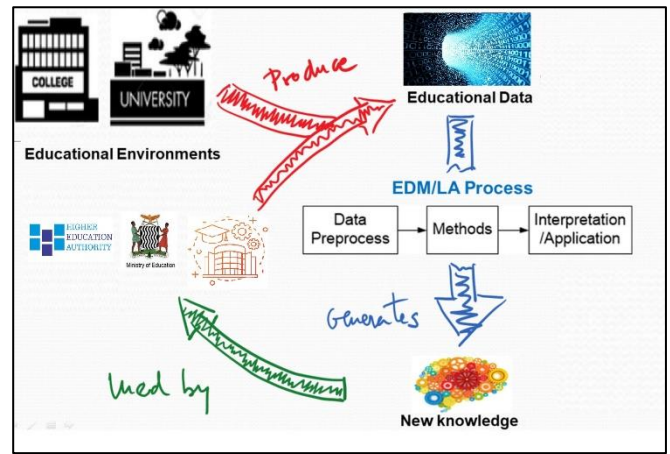 COLLEGE
UNIVERSITY
Educational Environments
Produce
Educational Data
EDM/LA Process
Data
Preprocess
Methods
Interpretation
/Application
HIGHER
EDUCATION
AUTHORITY
Ministry of Education
Generates
Used by
New knowledge